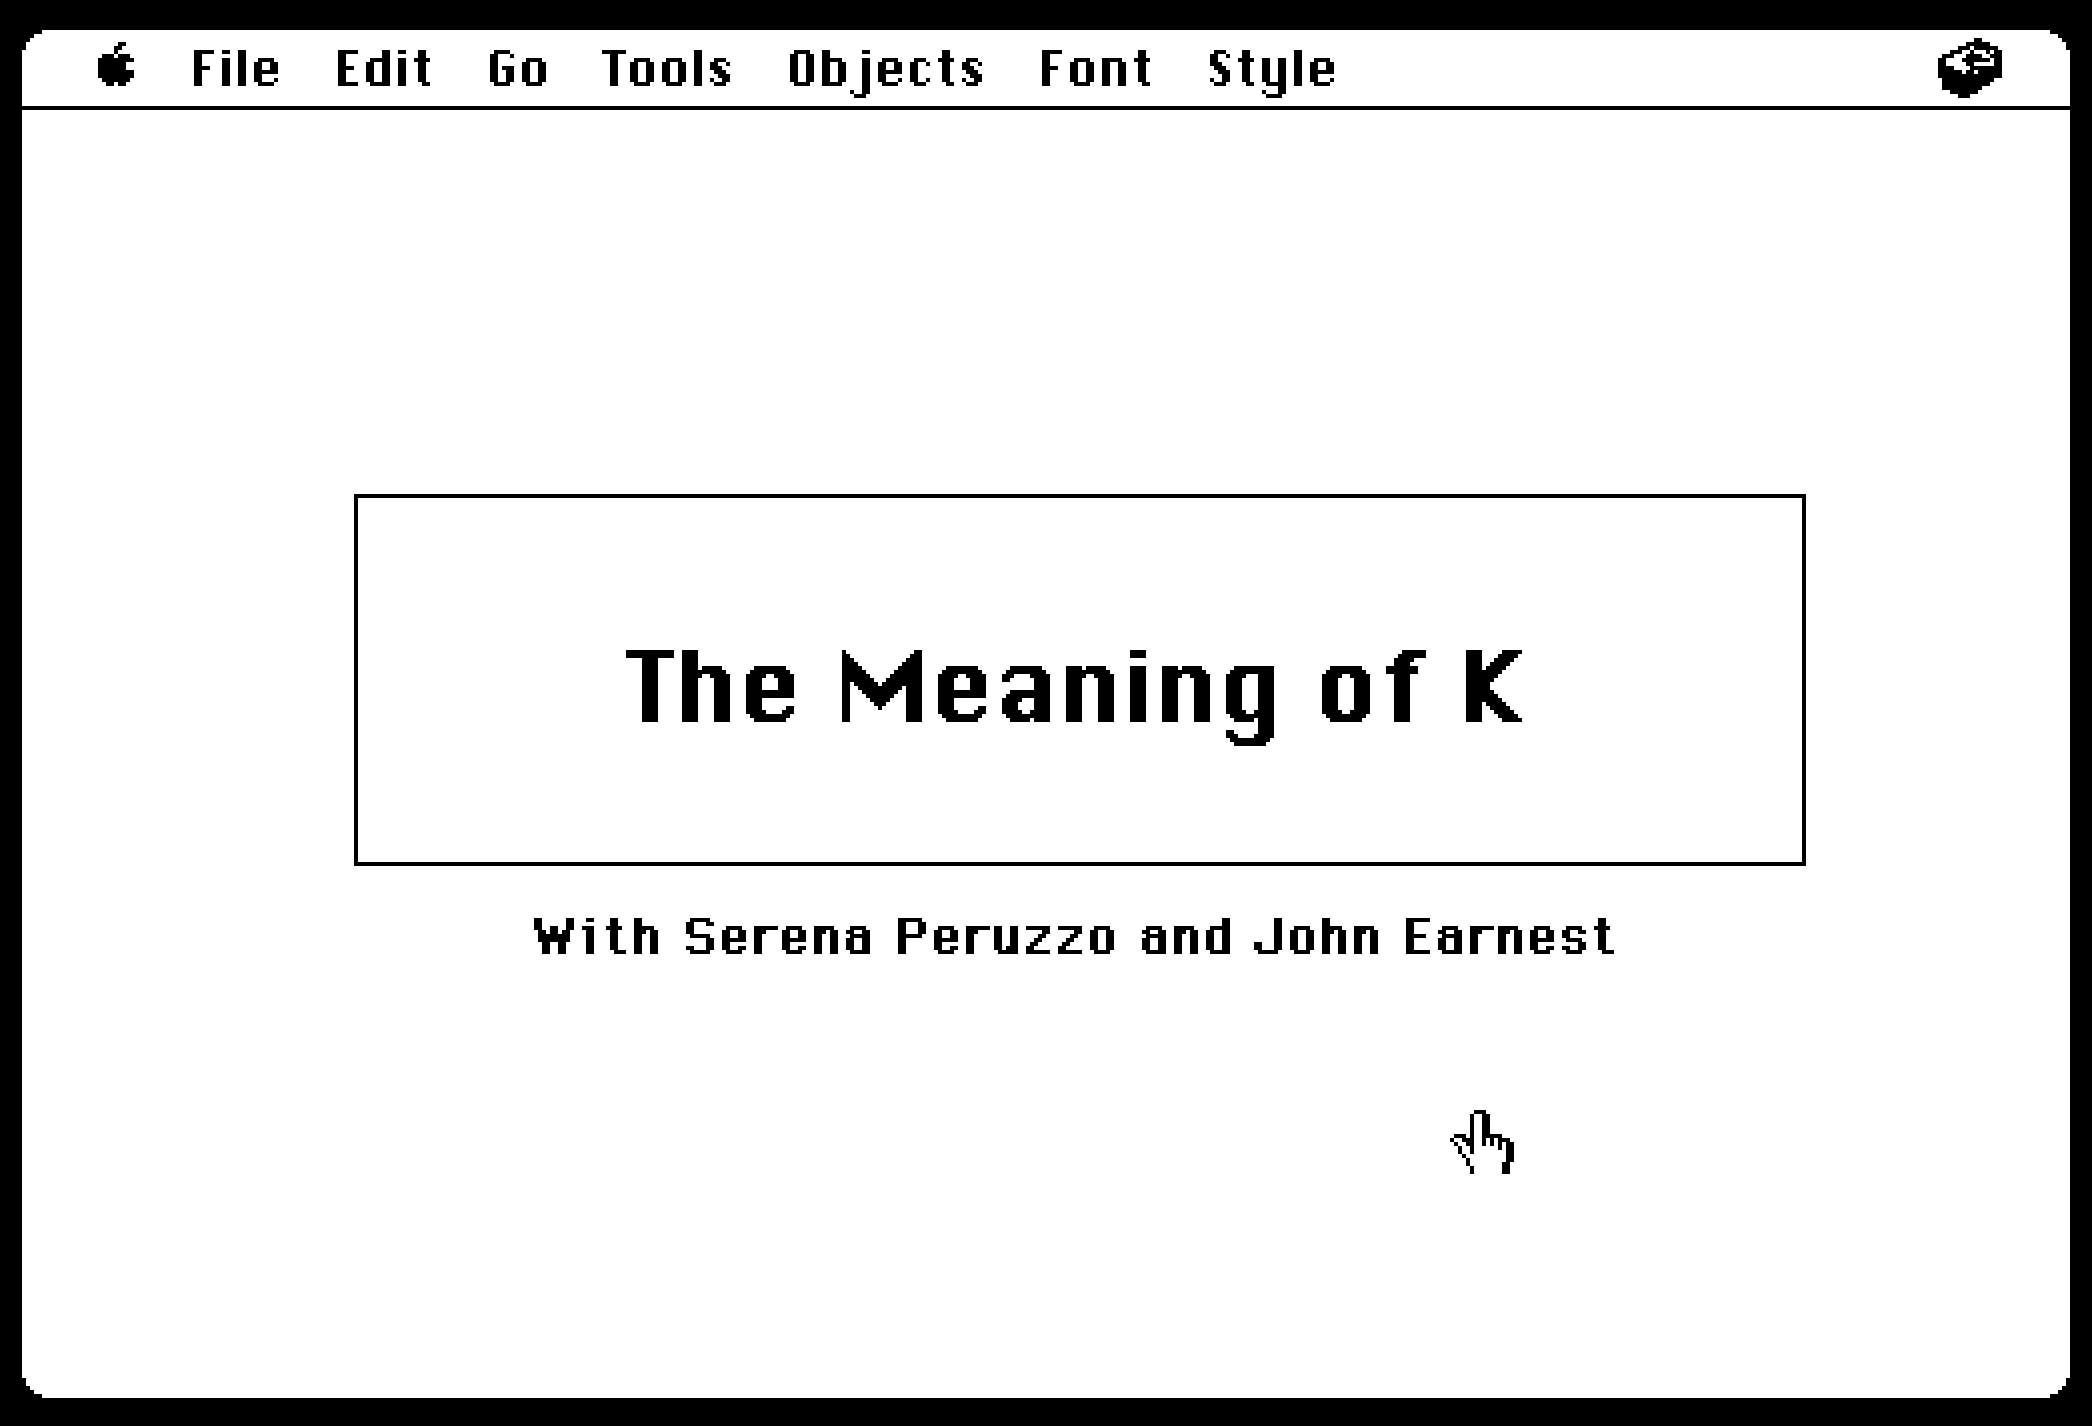 File Edit Go Tools Objects Font Style
The Meaning of K
With Serena Peruzzo and John Earnest